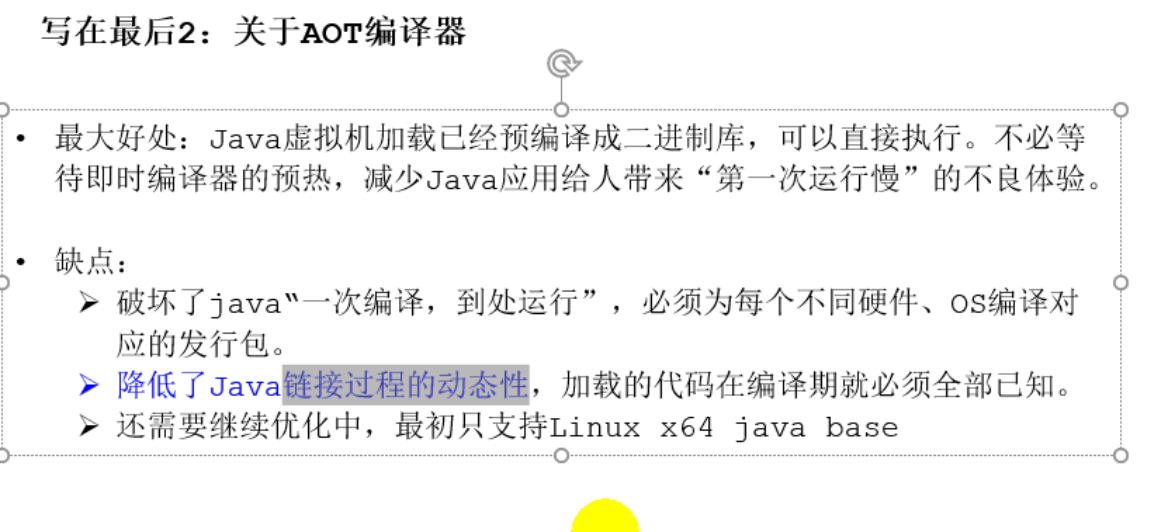 写在最后2：关于AOT编译器
• 最大好处：Java虚拟机加载已经预编译成二进制库，可以直接执行。不必等
待即时编译器的预热，减少Java应用给人带来“第一次运行慢”的不良体验。
• 缺点：
➢ 破坏了java“一次编译，到处运行”，必须为每个不同硬件、OS编译对
应的发行包。
➢ 降低了Java链接过程的动态性，加载的代码在编译期就必须全部已知。
➢ 还需要继续优化中，最初只支持Linux x64 java base